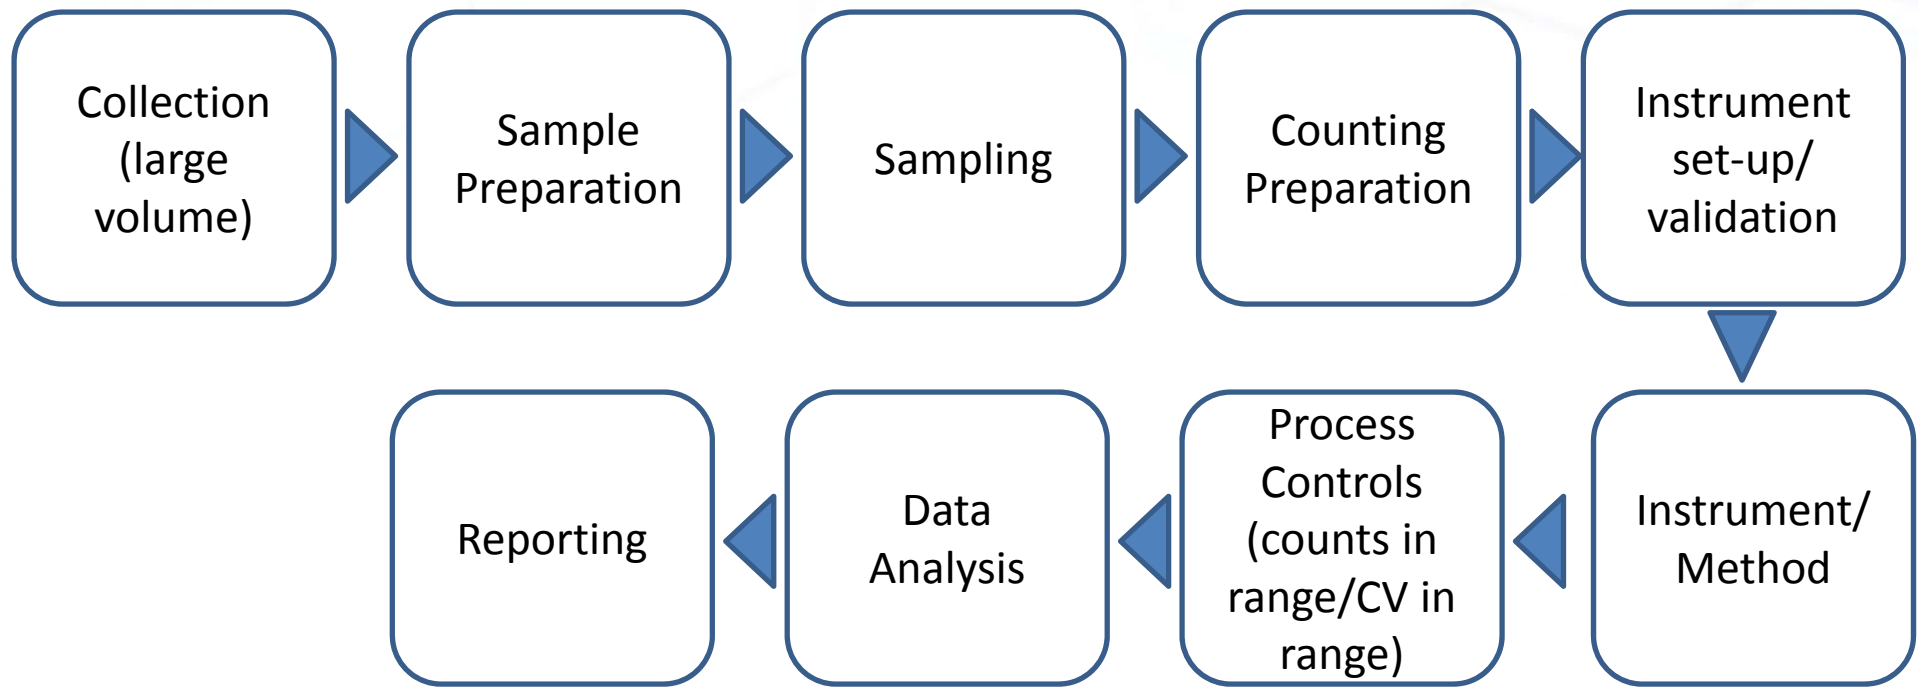 Collection
(large
volume)
Sample
Preparation
Sampling
Counting
Preparation
Instrument
set-up/
validation
Instrument/
Method
Process
Controls
(counts in
range/CV in
range)
Data
Analysis
Reporting